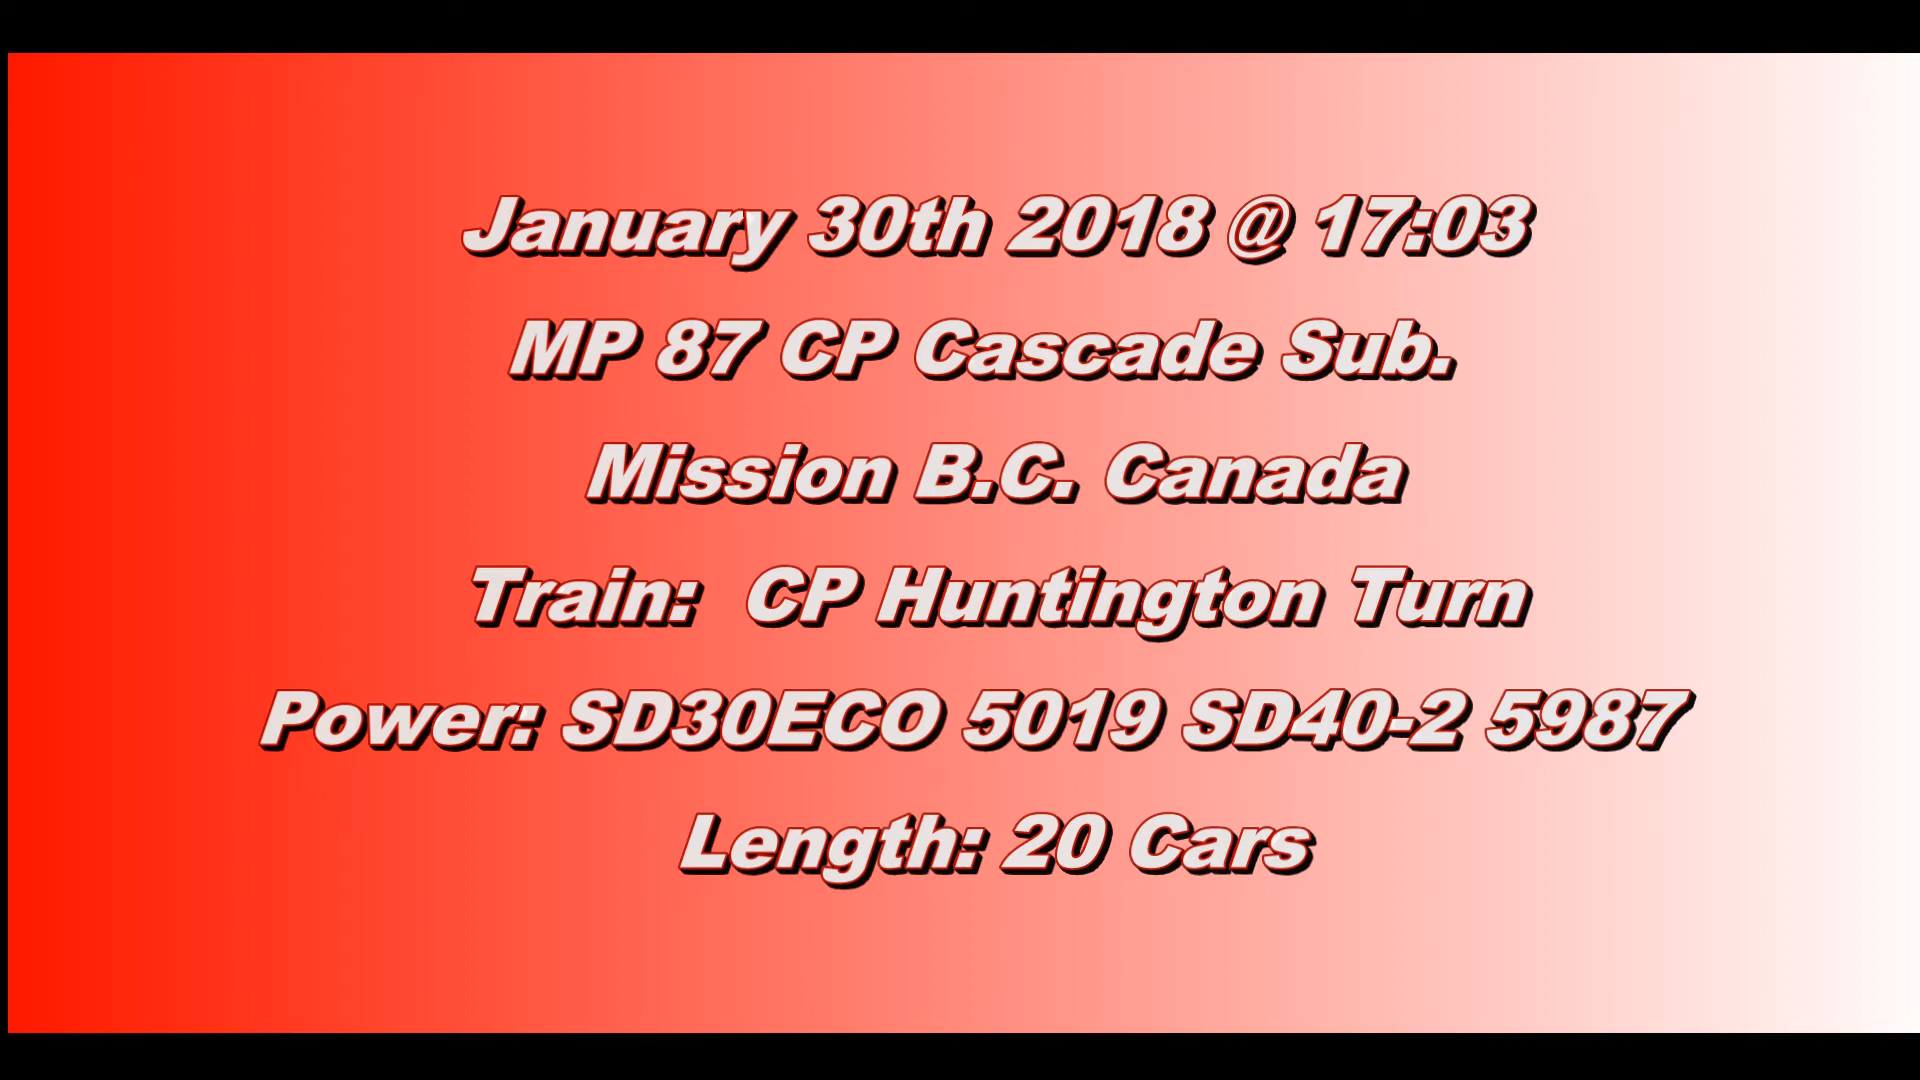 January 30th 2018 @ 17:03
MP 87 CP Cascade Sub.
Mission B.C. Canada
Train:  CP Huntington Turn
Power: SD30ECO 5019 SD40-2 5987
Length: 20 Cars